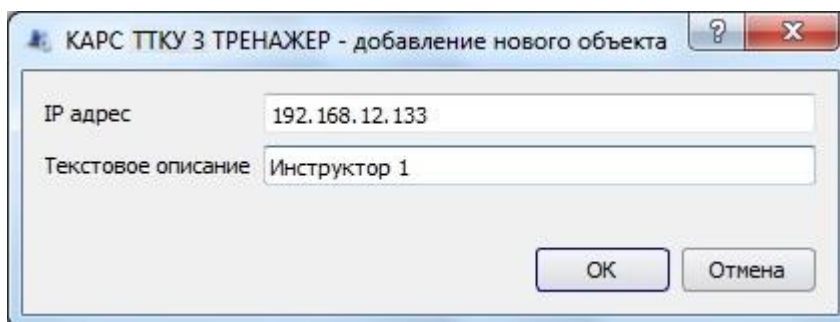 КАРС ТТКУ 3 ТРЕНАЖЕР - добавление нового объекта
IP адрес 192.168.12.133
Текстовое описание Инструктор 1
OK Отмена